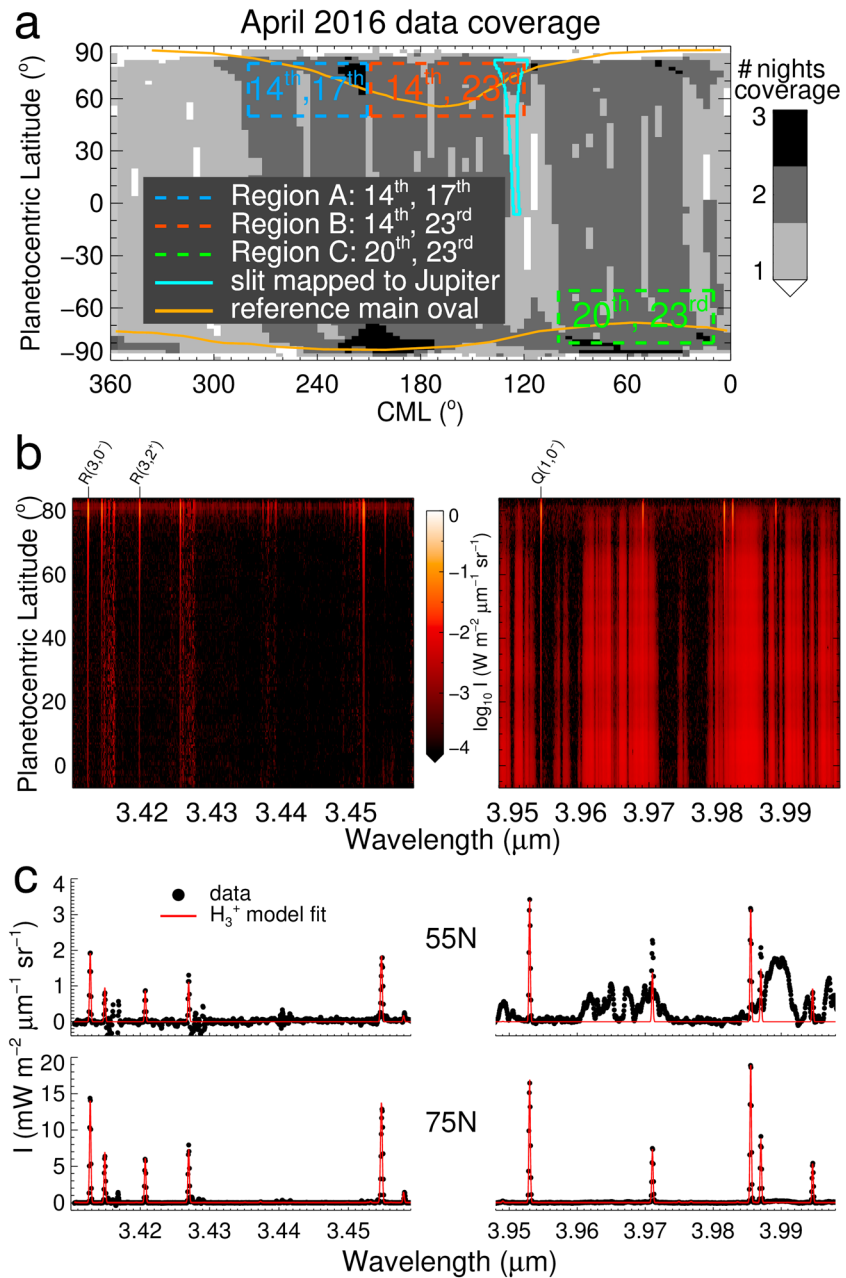 a
April 2016 data coverage
Planetocentric Latitude (°)
90
60
30
0
−30
−60
−90
14th, 17th
14th, 23rd
Region A: 14th, 17th
Region B: 14th, 23rd
Region C: 20th, 23rd
slit mapped to Jupiter
reference main oval
20th, 23rd
360 300 240 180 120 60 0
CML (°)
# nights
coverage
3
2
1
b
R(3,0⁻)
R(3,2⁺)
Q(1,0⁻)
Planetocentric Latitude (°)
80
60
40
20
0
0
−1
−2
−3
−4
log₁₀ I (W m⁻² μm⁻¹ sr⁻¹)
3.42 3.43 3.44 3.45
3.95 3.96 3.97 3.98 3.99
Wavelength (μm)
c
I (mW m⁻² μm⁻¹ sr⁻¹)
4
3
2
1
0
data
H₃⁺ model fit
55N
20
15
10
5
0
75N
3.42 3.43 3.44 3.45
3.95 3.96 3.97 3.98 3.99
Wavelength (μm)